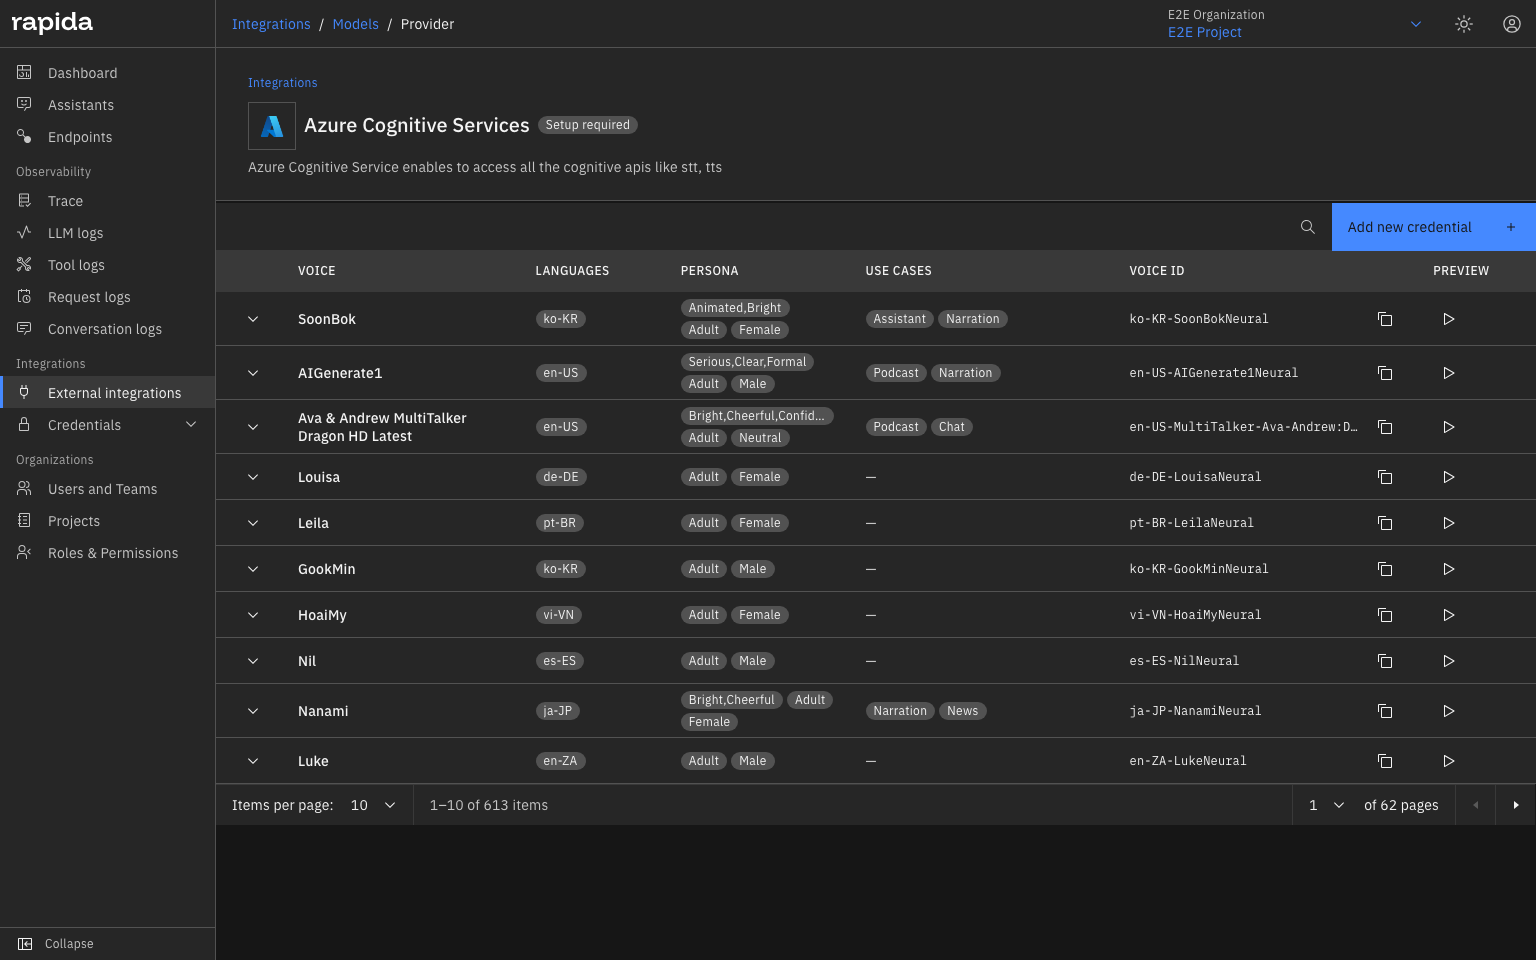 rapida
Integrations / Models / Provider
E2E Organization
E2E Project
Dashboard
Assistants
Endpoints
Observability
Trace
LLM logs
Tool logs
Request logs
Conversation logs
Integrations
External integrations
Credentials
Organizations
Users and Teams
Projects
Roles & Permissions
Collapse
Integrations
Azure Cognitive Services Setup required
Azure Cognitive Service enables to access all the cognitive apis like stt, tts
Add new credential +
VOICE LANGUAGES PERSONA USE CASES VOICE ID PREVIEW
SoonBok ko-KR Animated,Bright Adult Female Assistant Narration ko-KR-SoonBokNeural
AIGenerate1 en-US Serious,Clear,Formal Adult Male Podcast Narration en-US-AIGenerate1Neural
Ava & Andrew MultiTalker
Dragon HD Latest en-US Bright,Cheerful,Confid... Adult Neutral Podcast Chat en-US-MultiTalker-Ava-Andrew:D...
Louisa de-DE Adult Female — de-DE-LouisaNeural
Leila pt-BR Adult Female — pt-BR-LeilaNeural
GookMin ko-KR Adult Male — ko-KR-GookMinNeural
HoaiMy vi-VN Adult Female — vi-VN-HoaiMyNeural
Nil es-ES Adult Male — es-ES-NilNeural
Nanami ja-JP Bright,Cheerful Adult Female Narration News ja-JP-NanamiNeural
Luke en-ZA Adult Male — en-ZA-LukeNeural
Items per page: 10 1–10 of 613 items 1 of 62 pages